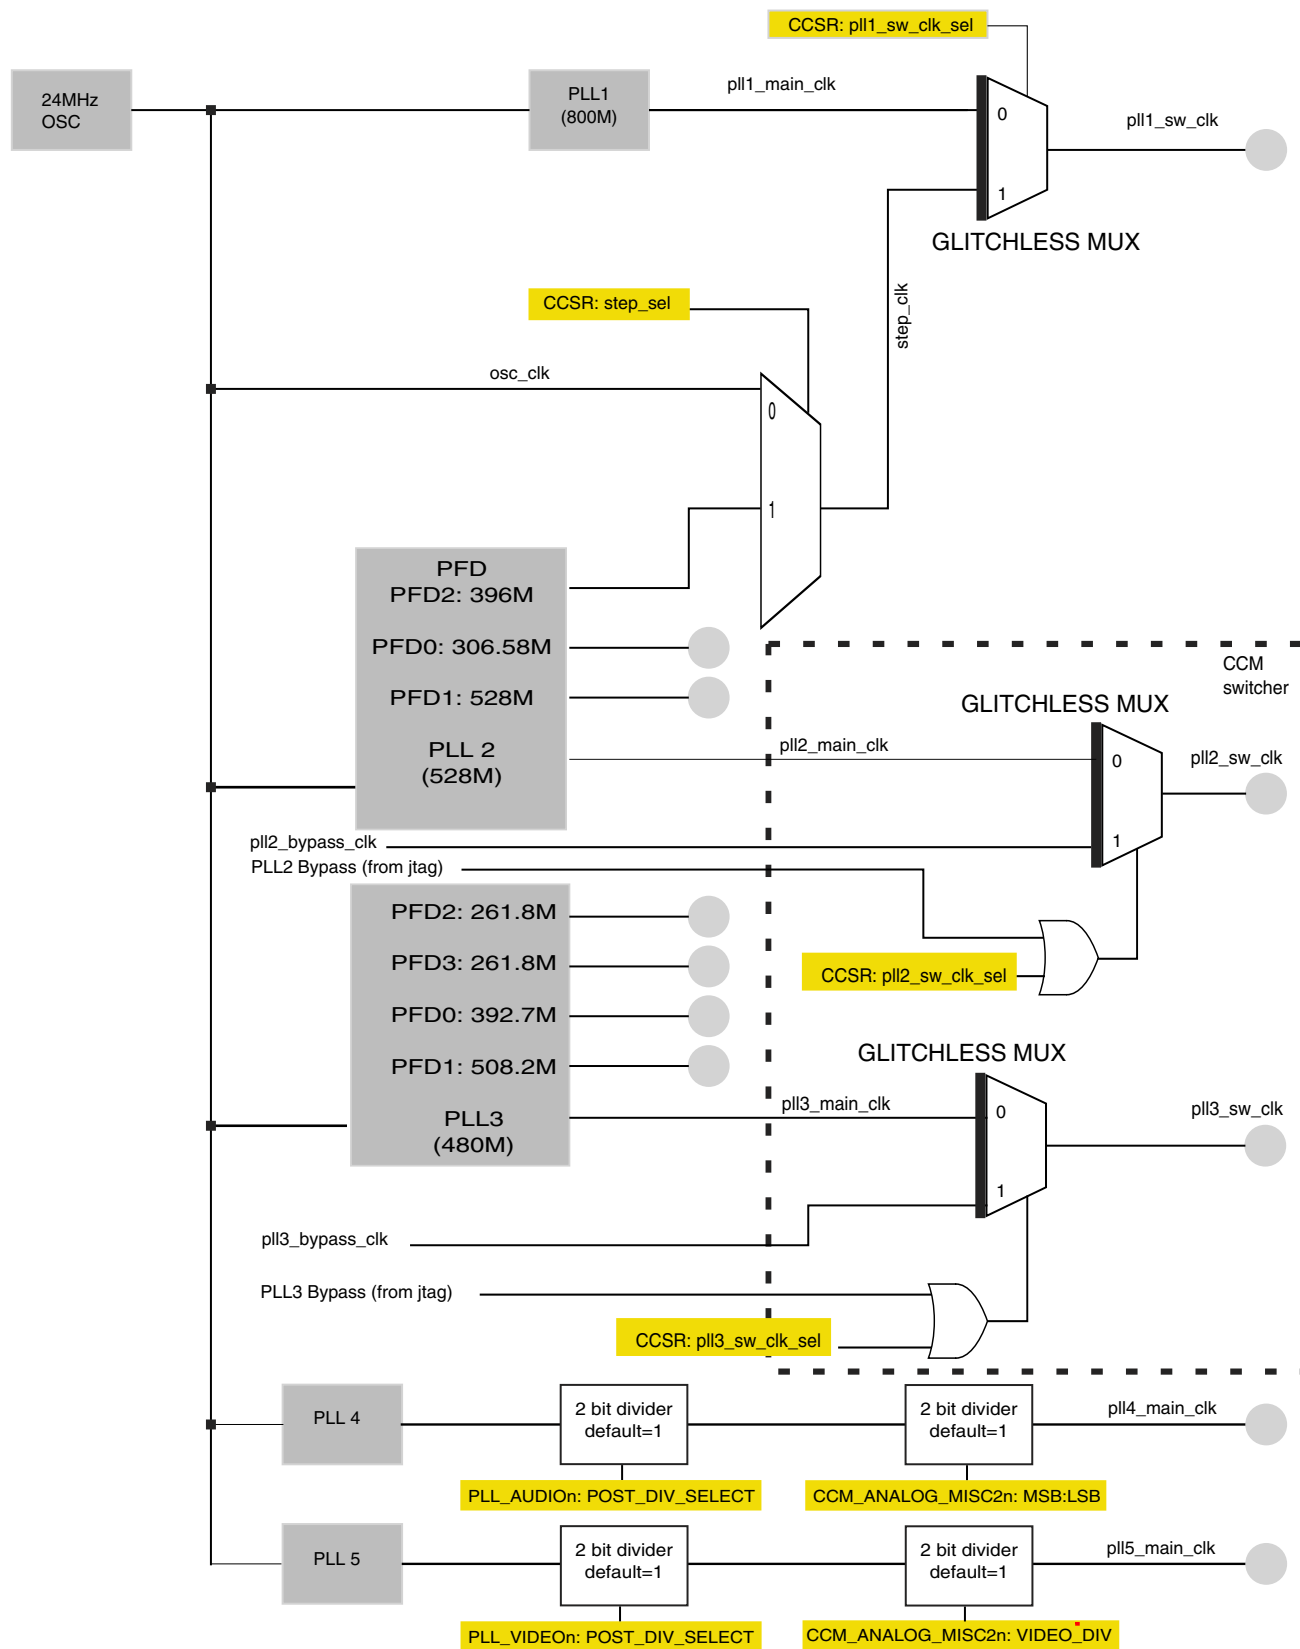 CCSR: pll1_sw_clk_sel
24MHz
OSC
PLL1
(800M)
pll1_main_clk
0
1
pll1_sw_clk
GLITCHLESS MUX
CCSR: step_sel
step_clk
osc_clk
0
1
PFD
PFD2: 396M
PFD0: 306.58M
PFD1: 528M
PLL 2
(528M)
CCM
switcher
GLITCHLESS MUX
pll2_main_clk
0
1
pll2_sw_clk
pll2_bypass_clk
PLL2 Bypass (from jtag)
CCSR: pll2_sw_clk_sel
PFD2: 261.8M
PFD3: 261.8M
PFD0: 392.7M
PFD1: 508.2M
PLL3
(480M)
GLITCHLESS MUX
pll3_main_clk
0
1
pll3_sw_clk
pll3_bypass_clk
PLL3 Bypass (from jtag)
CCSR: pll3_sw_clk_sel
PLL 4
2 bit divider
default=1
2 bit divider
default=1
pll4_main_clk
PLL_AUDIOn: POST_DIV_SELECT
CCM_ANALOG_MISC2n: MSB:LSB
PLL 5
2 bit divider
default=1
2 bit divider
default=1
pll5_main_clk
PLL_VIDEOn: POST_DIV_SELECT
CCM_ANALOG_MISC2n: VIDEO_DIV